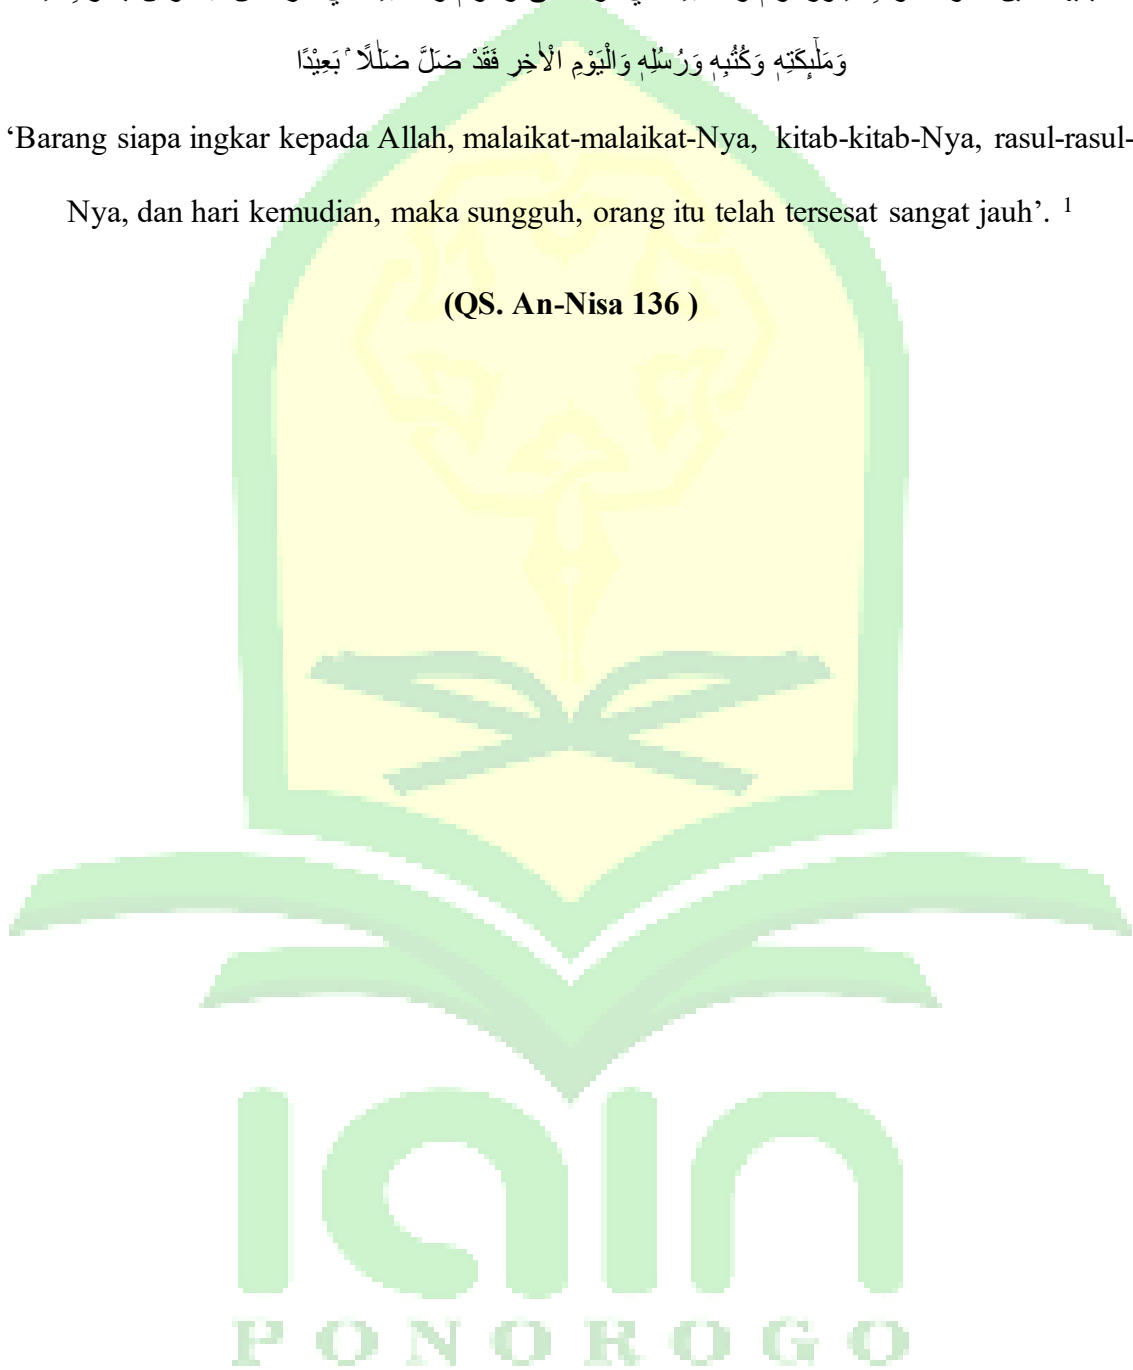 وَمَلٰۤىِٕكَتِهٖ وَكُتُبِهٖ وَرُسُلِهٖ وَالْيَوْمِ الْاٰخِرِ فَقَدْ ضَلَّ ضَلٰلًا ۢ بَعِيْدًا
‘Barang siapa ingkar kepada Allah, malaikat-malaikat-Nya, kitab-kitab-Nya, rasul-rasul-
Nya, dan hari kemudian, maka sungguh, orang itu telah tersesat sangat jauh’. 1
(QS. An-Nisa 136 )
iain
PONOROGO